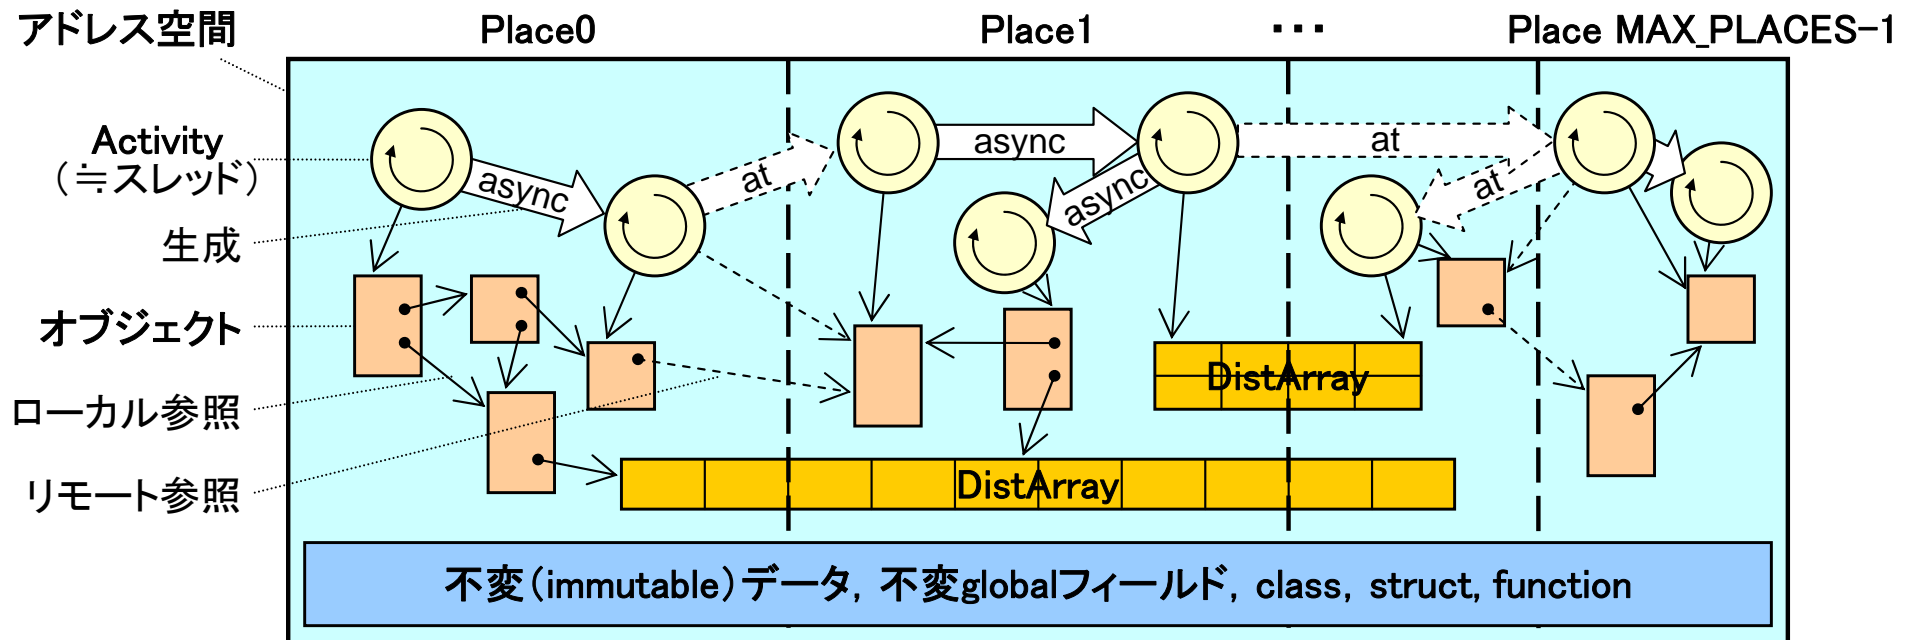 アドレス空間
Place0
Place1
･･･
Place MAX_PLACES-1
Activity
（≒スレッド）
生成
オブジェクト
ローカル参照
リモート参照
async
at
async
async
at
at
DistArray
DistArray
不変（immutable）データ, 不変globalフィールド, class, struct, function